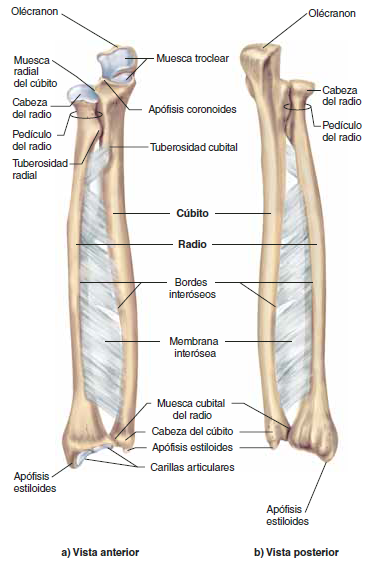 Olécranon
Muesca
radial
del cúbito
Cabeza
del radio
Pedículo
del radio
Tuberosidad
radial
Muesca troclear
Apófisis coronoides
Tuberosidad cubital
Cúbito
Radio
Bordes
interóseos
Membrana
interósea
Muesca cubital
del radio
Cabeza del cúbito
Apófisis estiloides
Carillas articulares
Apófisis
estiloides
a) Vista anterior
Olécranon
Cabeza
del radio
Pedículo
del radio
Apófisis
estiloides
b) Vista posterior